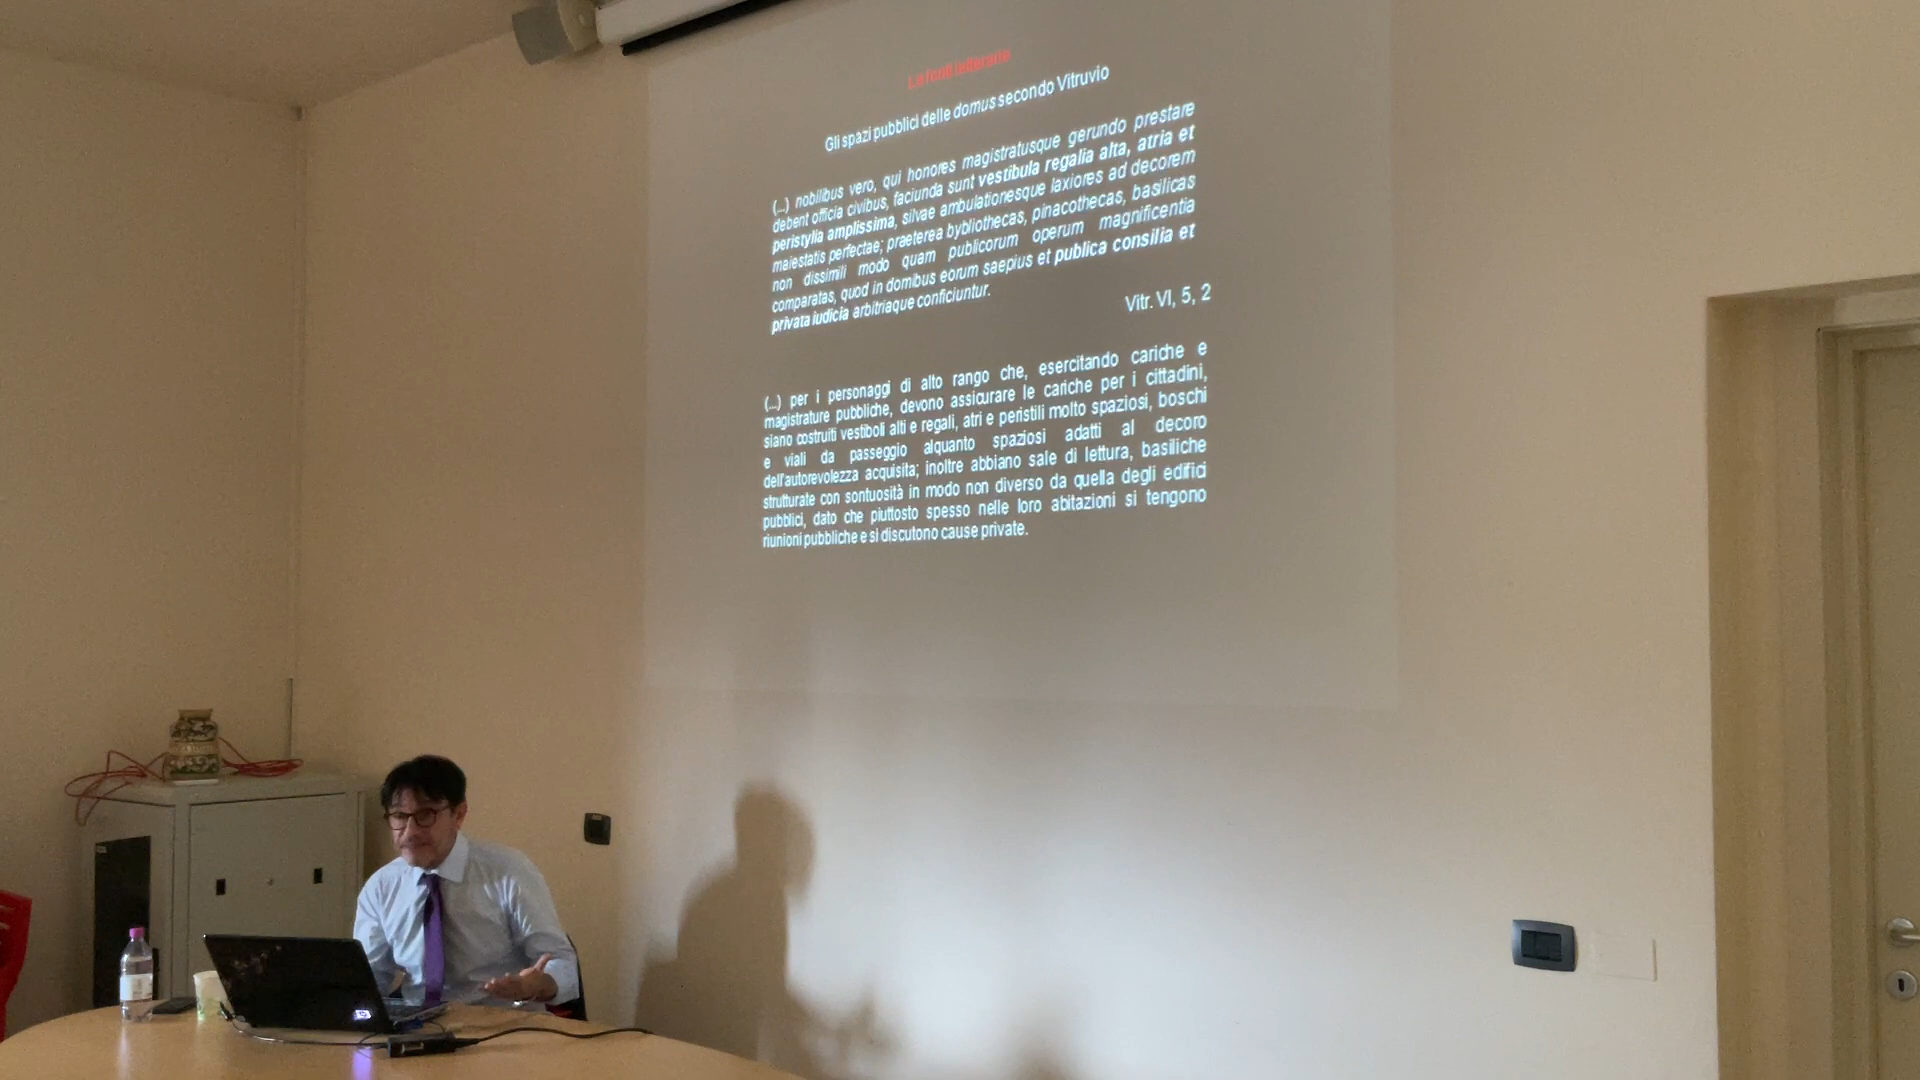 Le fonti letterarie
Gli spazi pubblici delle domus secondo Vitruvio
(...) nobilibus vero, qui honores magistratusque gerundo prestare
debent officia civibus, faciunda sunt vestibula regalia alta, atria et
peristylia amplissima, silvae ambulationesque laxiores ad decorem
maiestatis perfectae; praeterea bybliothecas, pinacothecas, basilicas
non dissimili modo quam publicorum operum magnificentia
comparatas, quod in domibus eorum saepius et publica consilia et
privata iudicia arbitriaque conficiuntur.
Vitr. VI, 5, 2
(...) per i personaggi di alto rango che, esercitando cariche e
magistrature pubbliche, devono assicurare le cariche per i cittadini,
siano costruiti vestiboli alti e regali, atri e peristili molto spaziosi, boschi
e viali da passeggio alquanto spaziosi adatti al decoro
dell'autorevolezza acquisita; inoltre abbiano sale di lettura, basiliche
strutturate con sontuosità in modo non diverso da quella degli edifici
pubblici, dato che piuttosto spesso nelle loro abitazioni si tengono
riunioni pubbliche e si discutono cause private.